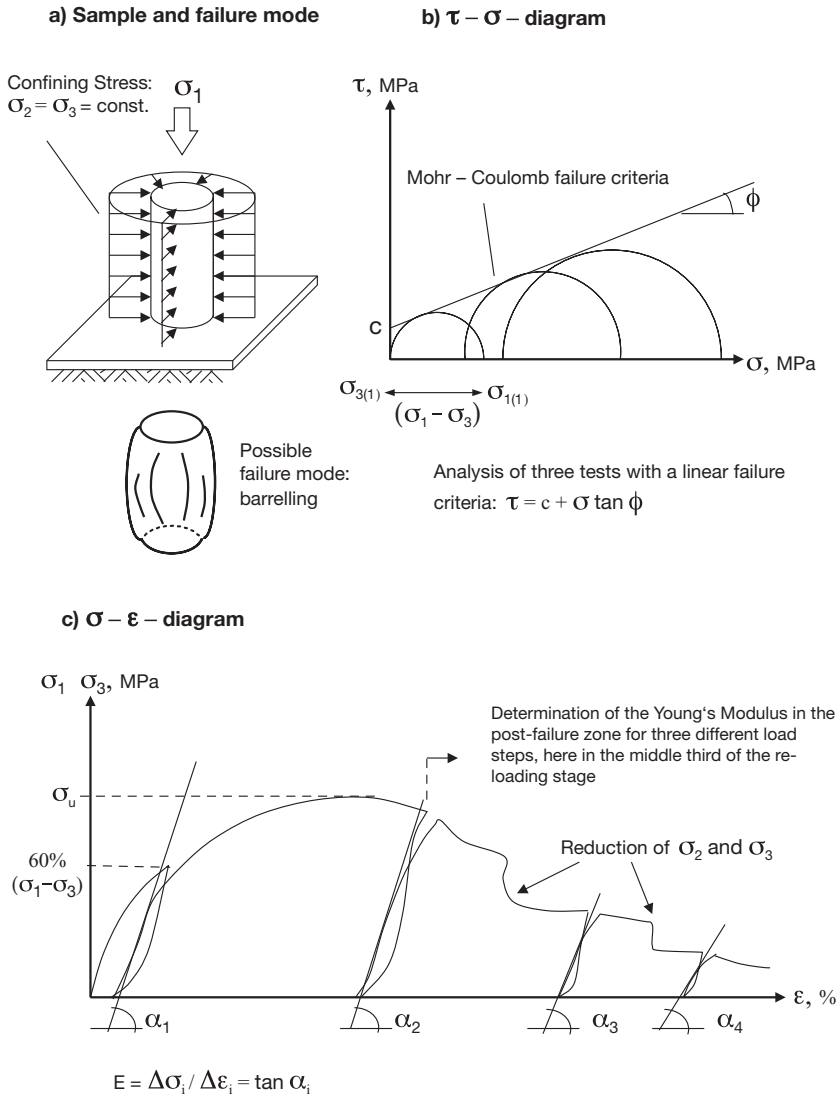 a) Sample and failure mode
Confining Stress:
σ2 = σ3 = const.
σ1
Possible
failure mode:
barrelling
b) τ – σ – diagram
τ, MPa
Mohr – Coulomb failure criteria
ϕ
c
σ, MPa
σ3(1)
σ1(1)
(σ1 – σ3)
Analysis of three tests with a linear failure
criteria: τ = c + σ tan ϕ
c) σ – ε – diagram
σ1 σ3, MPa
Determination of the Young‘s Modulus in the
post-failure zone for three different load
steps, here in the middle third of the re-
loading stage
σu
Reduction of σ2 and σ3
60%
(σ1–σ3)
ε, %
α1
α2
α3
α4
E = Δσi / Δεi = tan αi